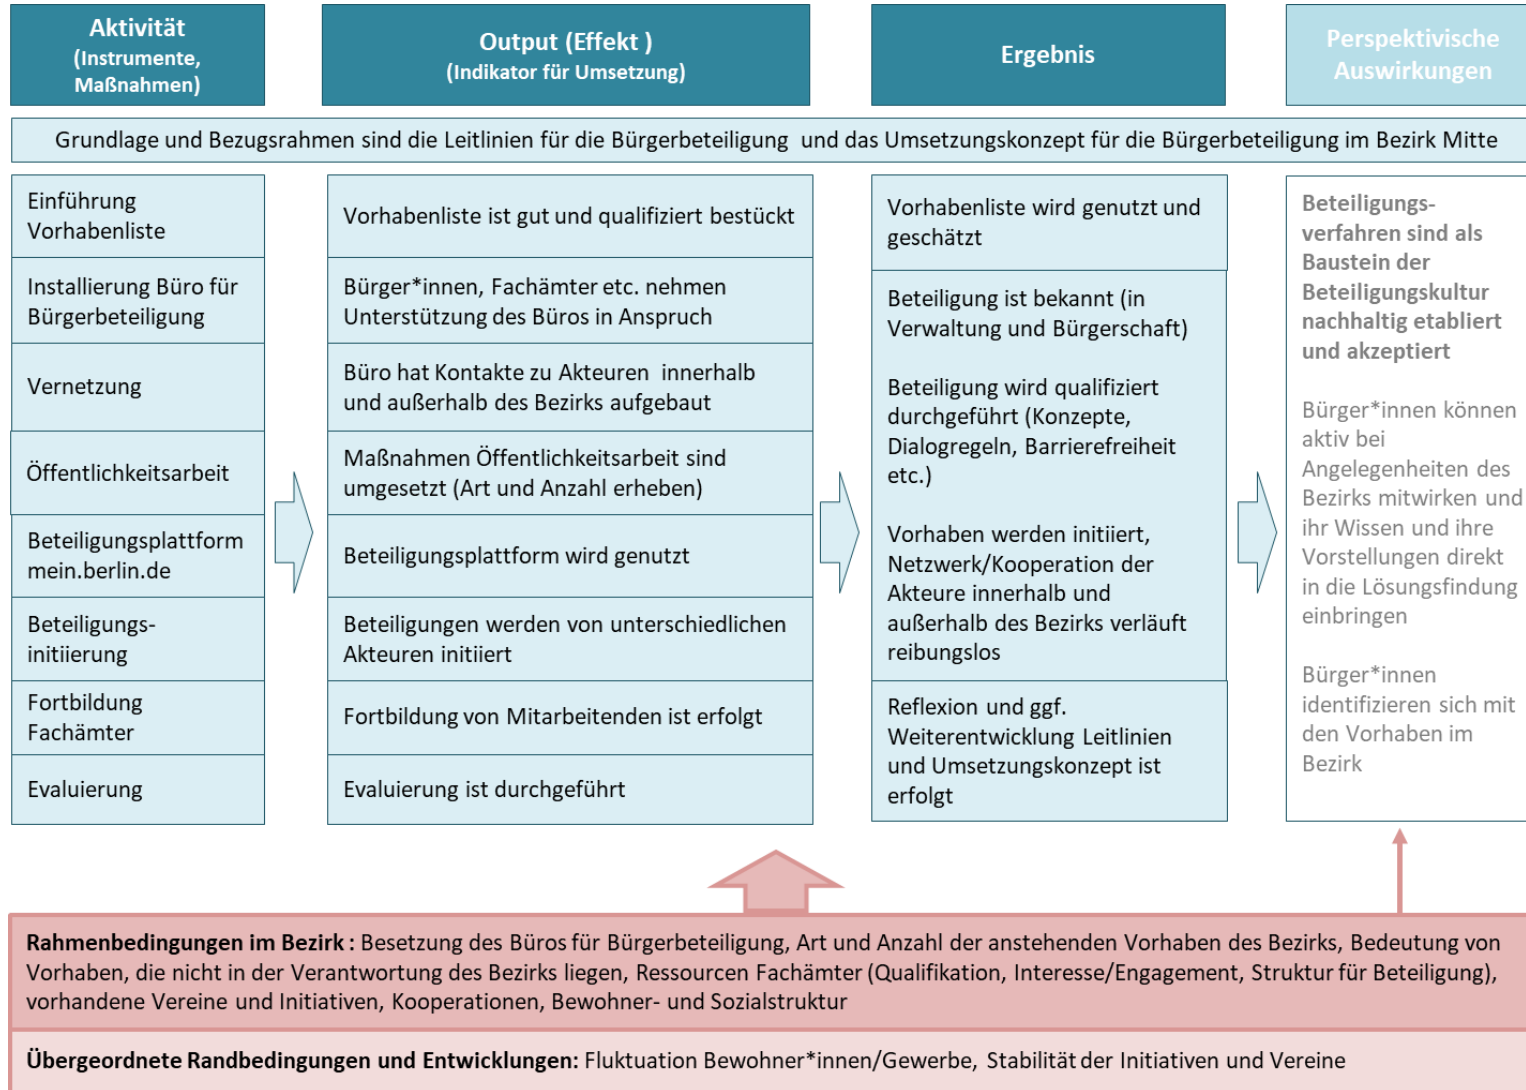 Aktivität
(Instrumente,
Maßnahmen)
Output (Effekt )
(Indikator für Umsetzung)
Ergebnis
Perspektivische
Auswirkungen
Grundlage und Bezugsrahmen sind die Leitlinien für die Bürgerbeteiligung und das Umsetzungskonzept für die Bürgerbeteiligung im Bezirk Mitte
Einführung
Vorhabenliste
Installierung Büro für
Bürgerbeteiligung
Vernetzung
Öffentlichkeitsarbeit
Beteiligungsplattform
mein.berlin.de
Beteiligungs-
initiierung
Fortbildung
Fachämter
Evaluierung
Vorhabenliste ist gut und qualifiziert bestückt
Bürger*innen, Fachämter etc. nehmen
Unterstützung des Büros in Anspruch
Büro hat Kontakte zu Akteuren innerhalb
und außerhalb des Bezirks aufgebaut
Maßnahmen Öffentlichkeitsarbeit sind
umgesetzt (Art und Anzahl erheben)
Beteiligungsplattform wird genutzt
Beteiligungen werden von unterschiedlichen
Akteuren initiiert
Fortbildung von Mitarbeitenden ist erfolgt
Evaluierung ist durchgeführt
Vorhabenliste wird genutzt und
geschätzt
Beteiligung ist bekannt (in
Verwaltung und Bürgerschaft)
Beteiligung wird qualifiziert
durchgeführt (Konzepte,
Dialogregeln, Barrierefreiheit
etc.)
Vorhaben werden initiiert,
Netzwerk/Kooperation der
Akteure innerhalb und
außerhalb des Bezirks verläuft
reibungslos
Reflexion und ggf.
Weiterentwicklung Leitlinien
und Umsetzungskonzept ist
erfolgt
Beteiligungs-
verfahren sind als
Baustein der
Beteiligungskultur
nachhaltig etabliert
und akzeptiert
Bürger*innen können
aktiv bei
Angelegenheiten des
Bezirks mitwirken und
ihr Wissen und ihre
Vorstellungen direkt
in die Lösungsfindung
einbringen
Bürger*innen
identifizieren sich mit
den Vorhaben im
Bezirk
Rahmenbedingungen im Bezirk : Besetzung des Büros für Bürgerbeteiligung, Art und Anzahl der anstehenden Vorhaben des Bezirks, Bedeutung von
Vorhaben, die nicht in der Verantwortung des Bezirks liegen, Ressourcen Fachämter (Qualifikation, Interesse/Engagement, Struktur für Beteiligung),
vorhandene Vereine und Initiativen, Kooperationen, Bewohner- und Sozialstruktur
Übergeordnete Randbedingungen und Entwicklungen: Fluktuation Bewohner*innen/Gewerbe, Stabilität der Initiativen und Vereine